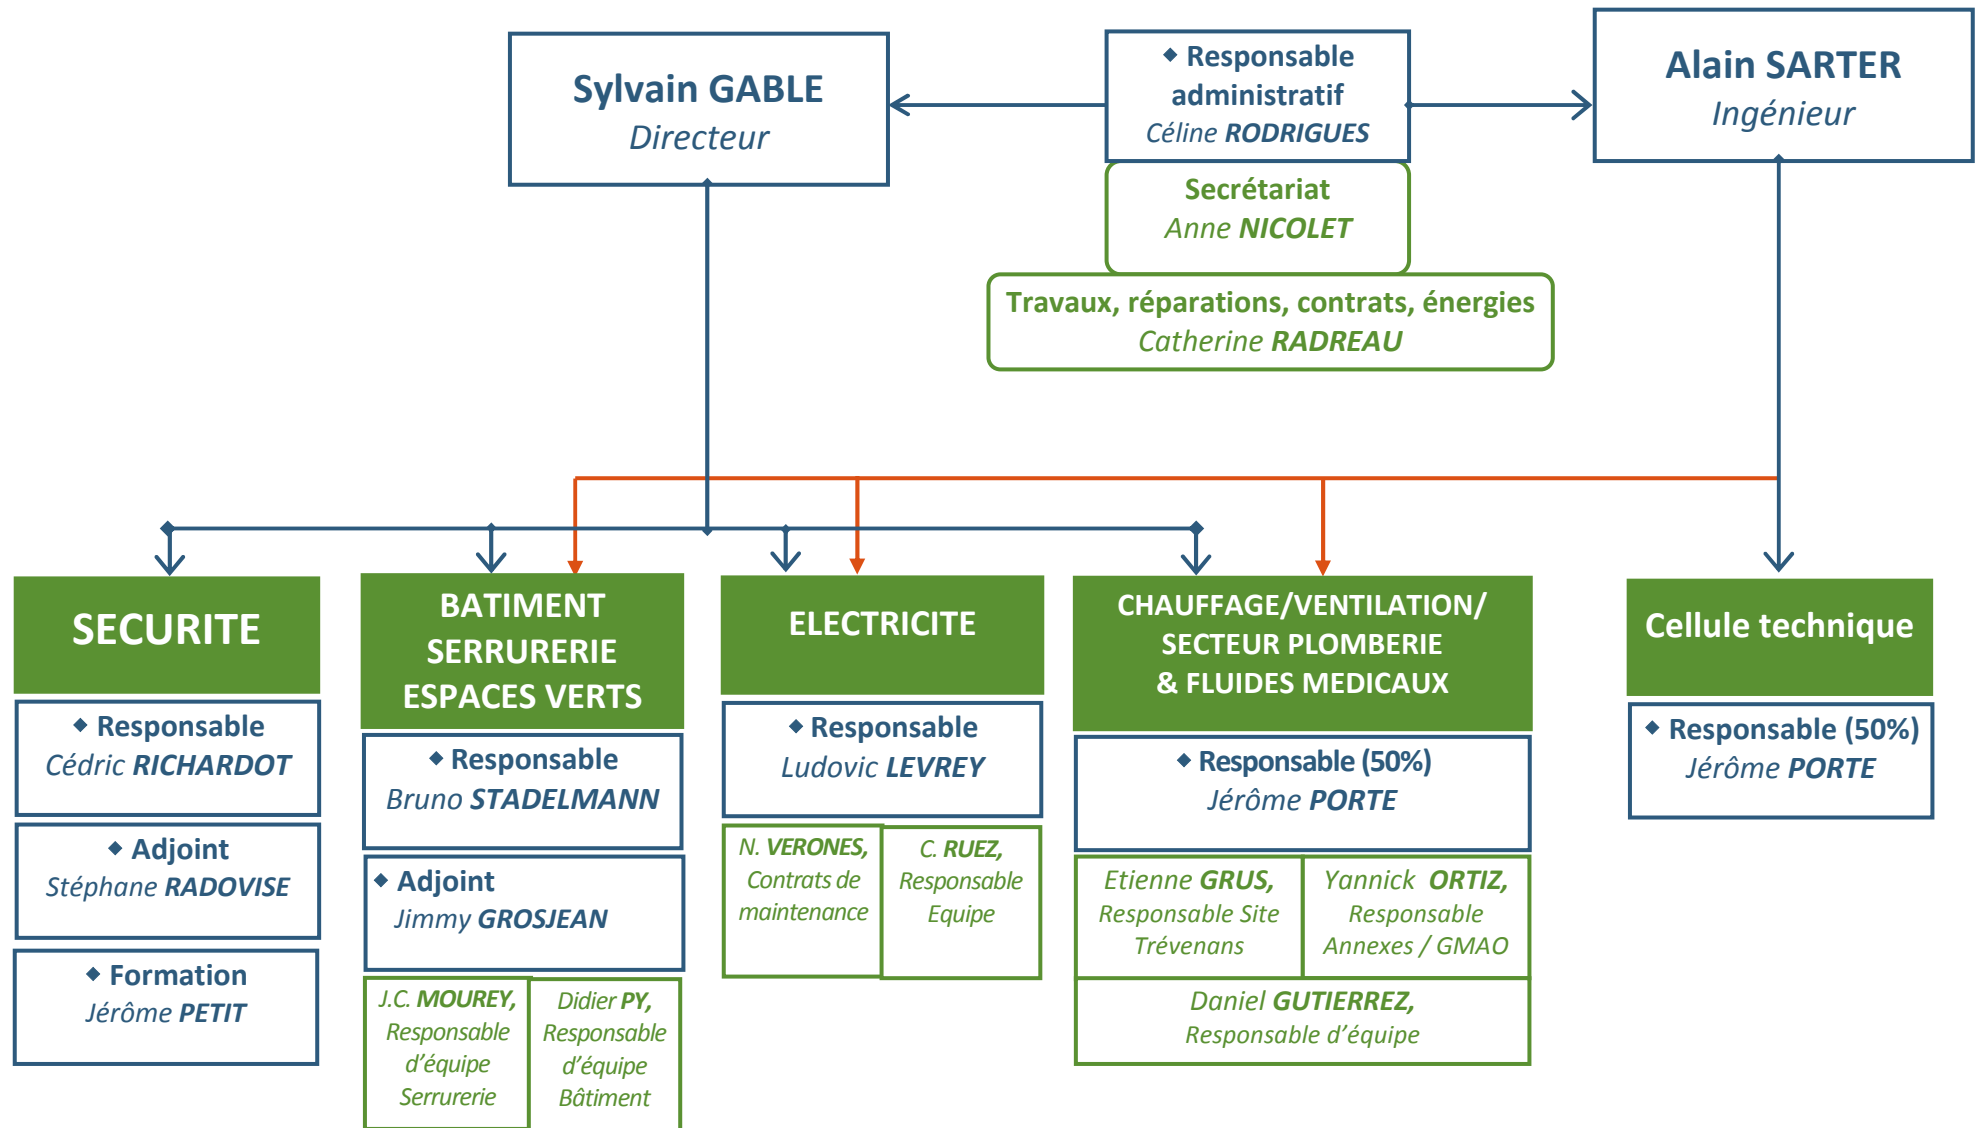 Sylvain GABLE
Directeur
◆ Responsable
administratif
Céline RODRIGUES
Alain SARTER
Ingénieur
Secrétariat
Anne NICOLET
Travaux, réparations, contrats, énergies
Catherine RADREAU
SECURITE
◆ Responsable
Cédric RICHARDOT
◆ Adjoint
Stéphane RADOVISE
◆ Formation
Jérôme PETIT
BATIMENT
SERRURERIE
ESPACES VERTS
◆ Responsable
Bruno STADELMANN
◆ Adjoint
Jimmy GROSJEAN
J.C. MOUREY,
Responsable
d’équipe
Serrurerie
Didier PY,
Responsable
d’équipe
Bâtiment
ELECTRICITE
◆ Responsable
Ludovic LEVREY
N. VERONES,
Contrats de
maintenance
C. RUEZ,
Responsable
Equipe
CHAUFFAGE/VENTILATION/
SECTEUR PLOMBERIE
& FLUIDES MEDICAUX
◆ Responsable (50%)
Jérôme PORTE
Etienne GRUS,
Responsable Site
Trévenans
Yannick ORTIZ,
Responsable
Annexes / GMAO
Daniel GUTIERREZ,
Responsable d’équipe
Cellule technique
◆ Responsable (50%)
Jérôme PORTE